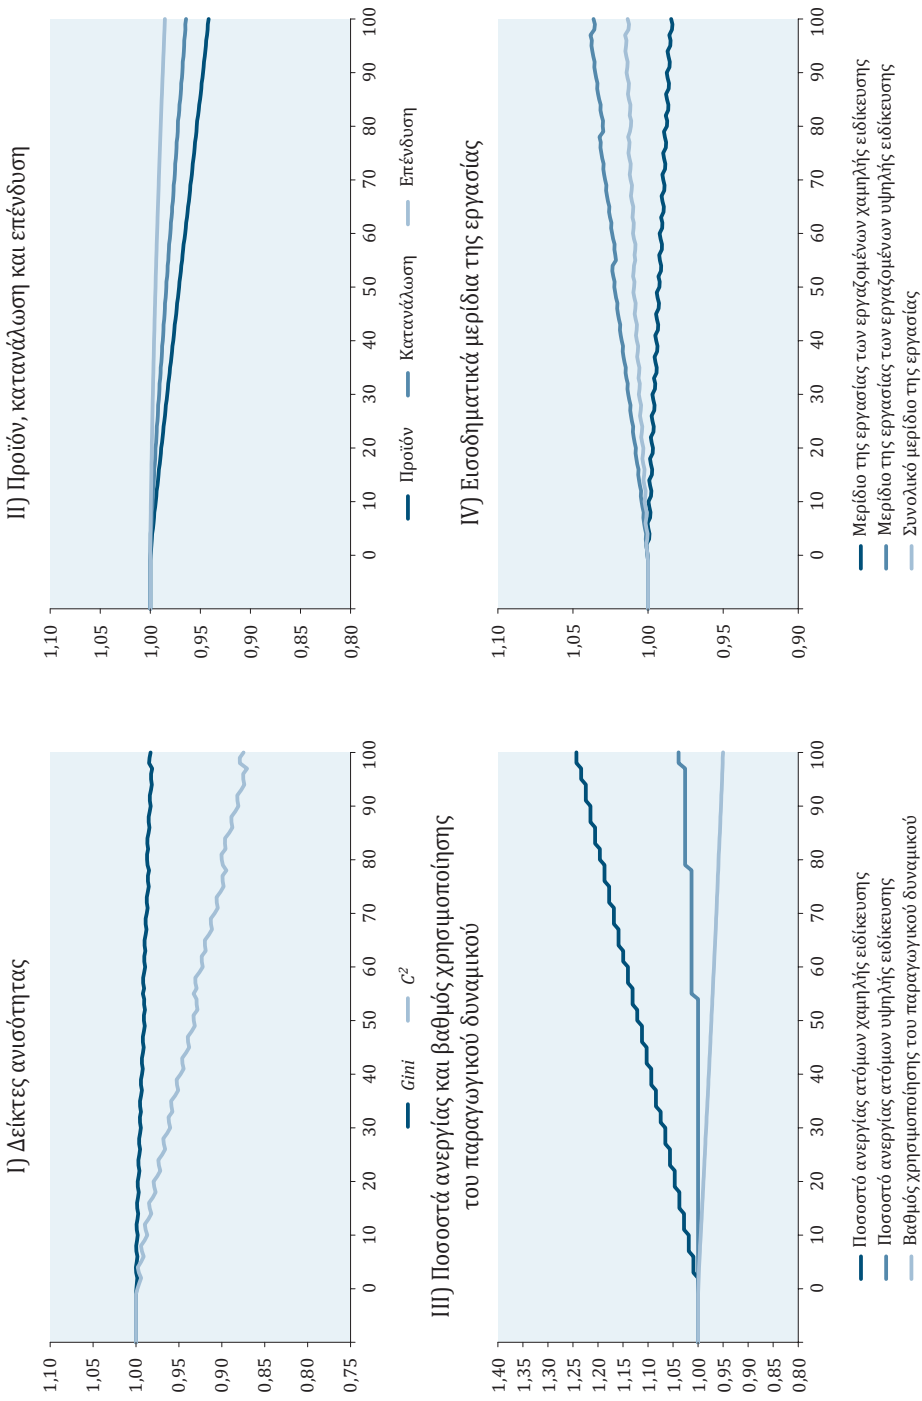 Ι) Δείκτες ανισότητας
1,10
1,05
1,00
0,95
0,90
0,85
0,80
0,75
0 10 20 30 40 50 60 70 80 90 100
Gini C²
ΙΙ) Προϊόν, κατανάλωση και επένδυση
1,10
1,05
1,00
0,95
0,90
0,85
0,80
0 10 20 30 40 50 60 70 80 90 100
Προϊόν Κατανάλωση Επένδυση
ΙΙΙ) Ποσοστά ανεργίας και βαθμός χρησιμοποίησης
του παραγωγικού δυναμικού
1,40
1,35
1,30
1,25
1,20
1,15
1,10
1,05
1,00
0,95
0,90
0,85
0,80
0 10 20 30 40 50 60 70 80 90 100
Ποσοστό ανεργίας ατόμων χαμηλής ειδίκευσης
Ποσοστό ανεργίας ατόμων υψηλής ειδίκευσης
Βαθμός χρησιμοποίησης του παραγωγικού δυναμικού
IV) Εισοδηματικά μερίδια της εργασίας
1,10
1,05
1,00
0,95
0,90
0 10 20 30 40 50 60 70 80 90 100
Μερίδιο της εργασίας των εργαζομένων χαμηλής ειδίκευσης
Μερίδιο της εργασίας των εργαζομένων υψηλής ειδίκευσης
Συνολικό μερίδιο της εργασίας